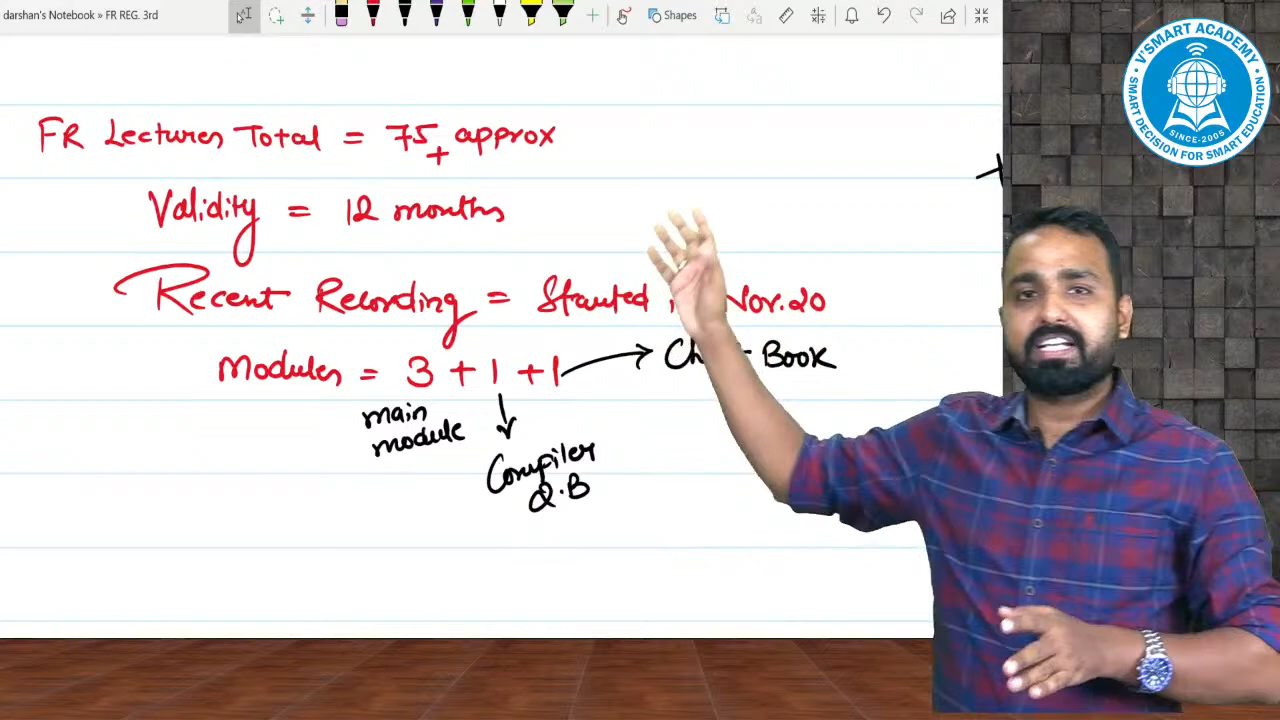 darshan's Notebook » FR REG. 3rd
Shapes
V'SMART ACADEMY
SINCE-2005
SMART DECISION FOR SMART EDUCATION
FR Lectures Total = 75+ approx
Validity = 12 months
Recent Recording = Started Nov.20
Modules = 3 + 1 + 1
Book
main
module
Compiler
Q.B